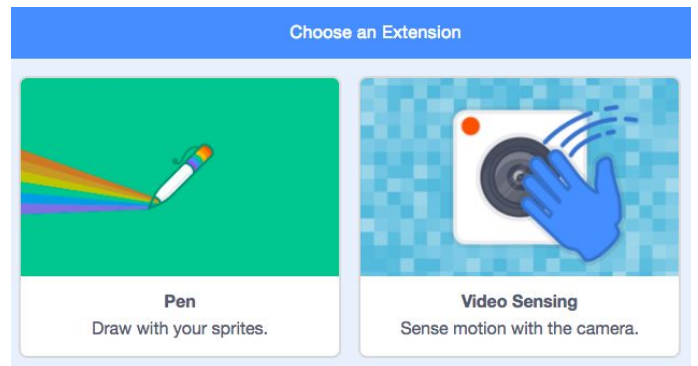 Choose an Extension
Pen
Draw with your sprites.
Video Sensing
Sense motion with the camera.